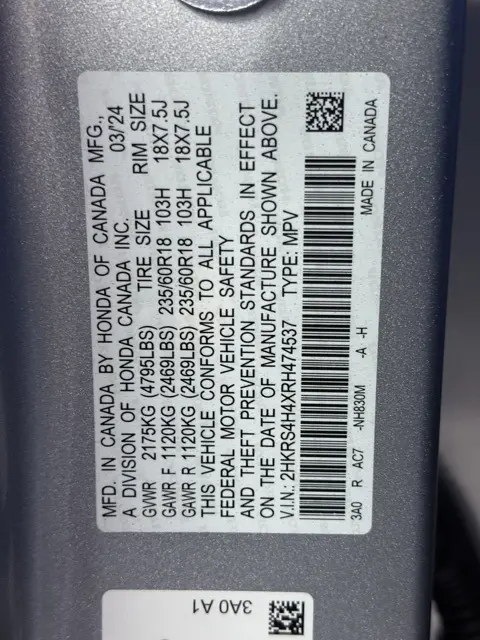 MFD. IN CANADA BY HONDA OF CANADA MFG.,
A DIVISION OF HONDA CANADA INC. 03/'24
GVWR 2175KG (4795LBS) TIRE SIZE RIM SIZE
GAWR F 1120KG (2469LBS) 235/60R18 103H 18X7.5J
GAWR R 1120KG (2469LBS) 235/60R18 103H 18X7.5J
THIS VEHICLE CONFORMS TO ALL APPLICABLE
FEDERAL MOTOR VEHICLE SAFETY
AND THEFT PREVENTION STANDARDS IN EFFECT
ON THE DATE OF MANUFACTURE SHOWN ABOVE.
V.I.N.: 2HKRS4H4XRH474537 TYPE: MPV
3A0 R AC7 -NH830M -A -H MADE IN CANADA
3A0 A1